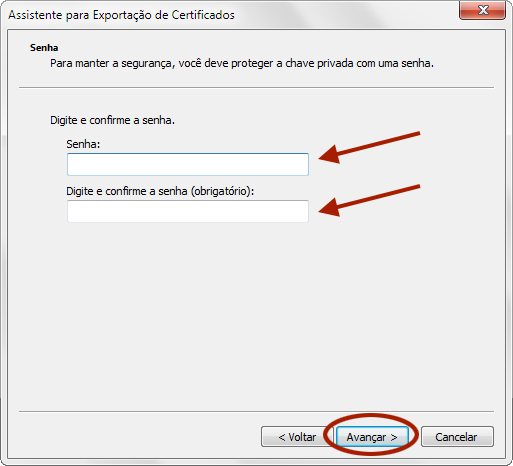 Assistente para Exportação de Certificados
Senha
Para manter a segurança, você deve proteger a chave privada com uma senha.
Digite e confirme a senha.
Senha:
Digite e confirme a senha (obrigatório):
< Voltar
Avançar >
Cancelar